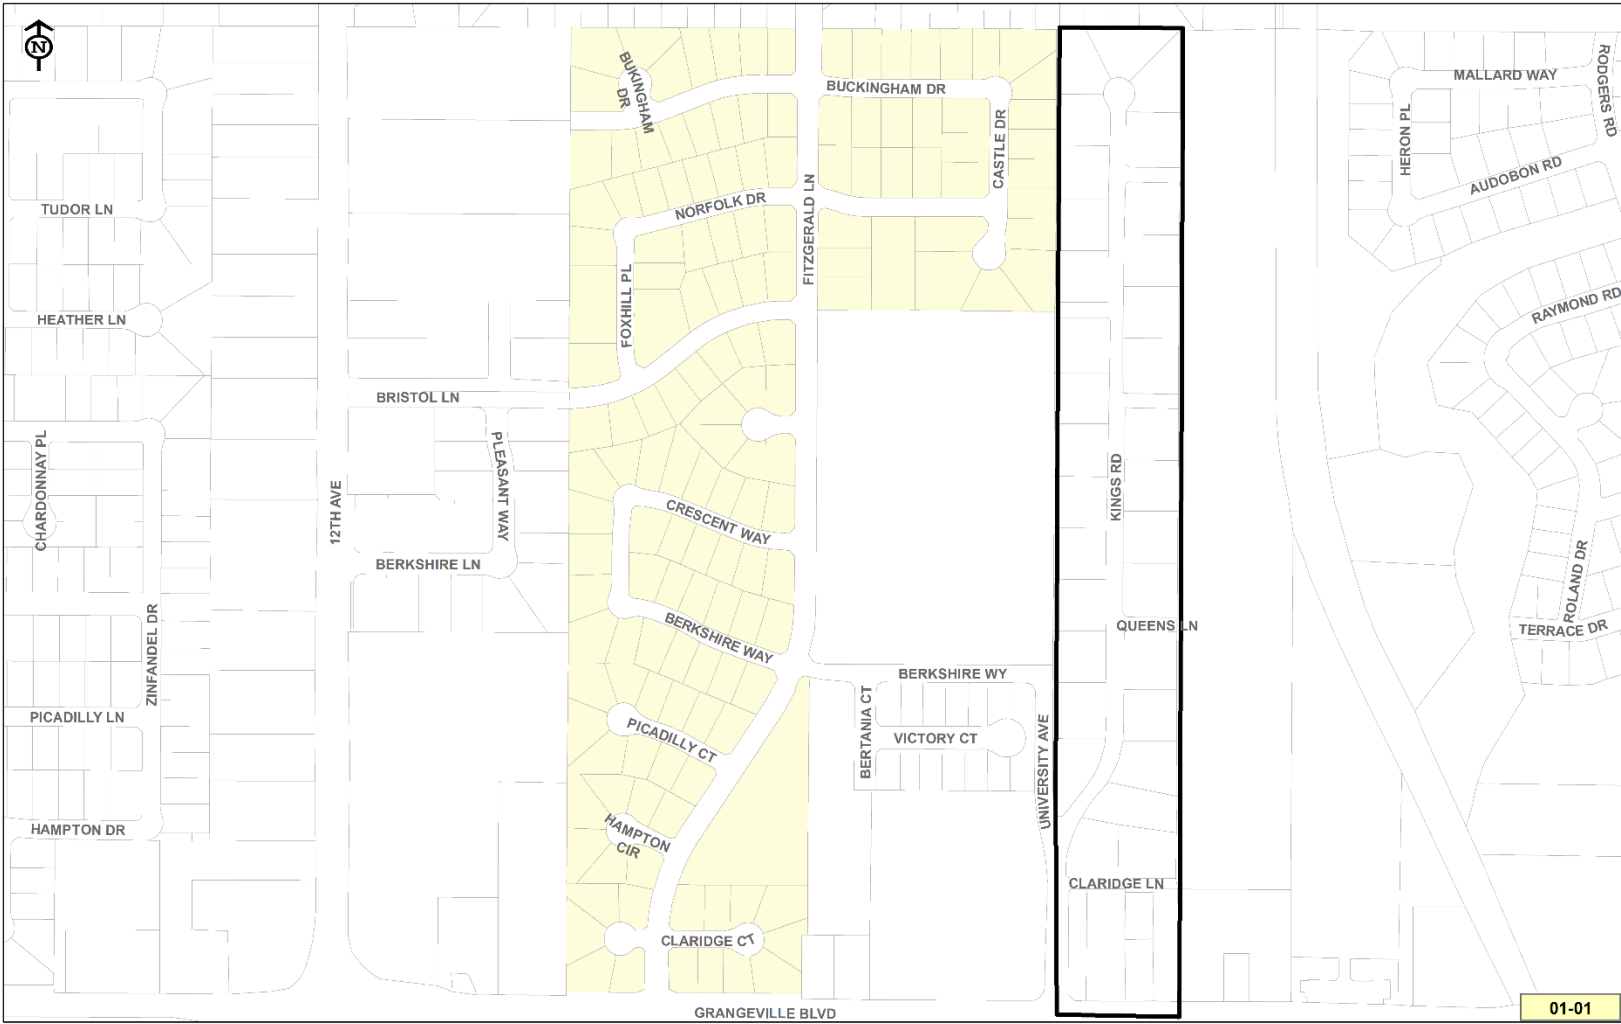 N
MALLARD WAY
RODGERS RD
BUKINGHAM
DR
BUCKINGHAM DR
CASTLE DR
HERON PL
AUDOBON RD
TUDOR LN
NORFOLK DR
FITZGERALD LN
FOXHILL PL
HEATHER LN
RAYMOND RD
BRISTOL LN
CHARDONNAY PL
PLEASANT WAY
12TH AVE
CRESCENT WAY
KINGS RD
BERKSHIRE LN
ROLAND DR
ZINFANDEL DR
BERKSHIRE WAY
QUEENS LN
TERRACE DR
BERKSHIRE WY
PICADILLY LN
PICADILLY CT
BERTANIA CT
VICTORY CT
UNIVERSITY AVE
HAMPTON DR
HAMPTON
CIR
CLARIDGE LN
CLARIDGE CT
GRANGEVILLE BLVD
01-01